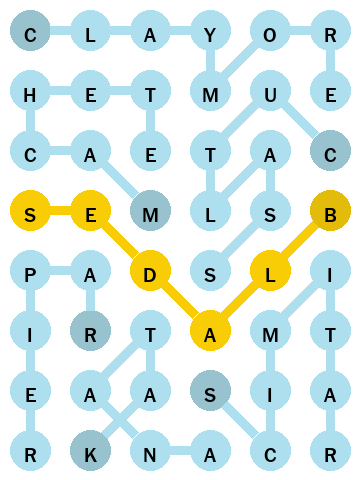 C L A Y O R
H E T M U E
C A E T A C
S E M L S B
P A D S L I
I R T A M T
E A A S I A
R K N A C R